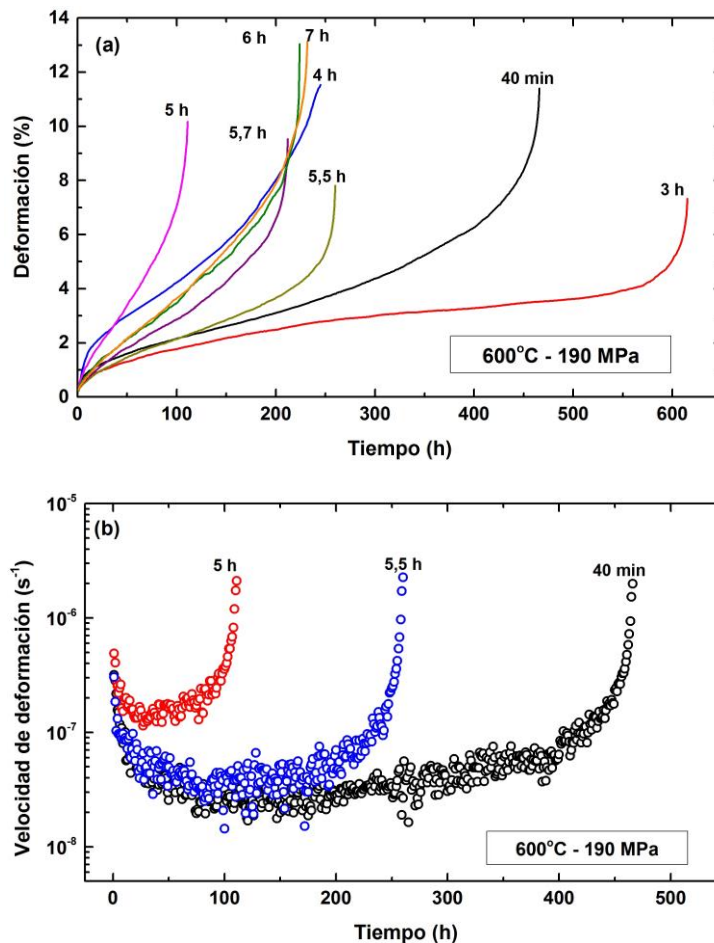 (a)
14
12
10
8
6
4
2
0
Deformación (%)
6 h
7 h
4 h
5 h
5,7 h
5,5 h
40 min
3 h
600°C - 190 MPa
0 100 200 300 400 500 600
Tiempo (h)
(b)
10⁻⁵
10⁻⁶
10⁻⁷
10⁻⁸
Velocidad de deformación (s⁻¹)
5 h
5,5 h
40 min
600°C - 190 MPa
0 100 200 300 400 500
Tiempo (h)